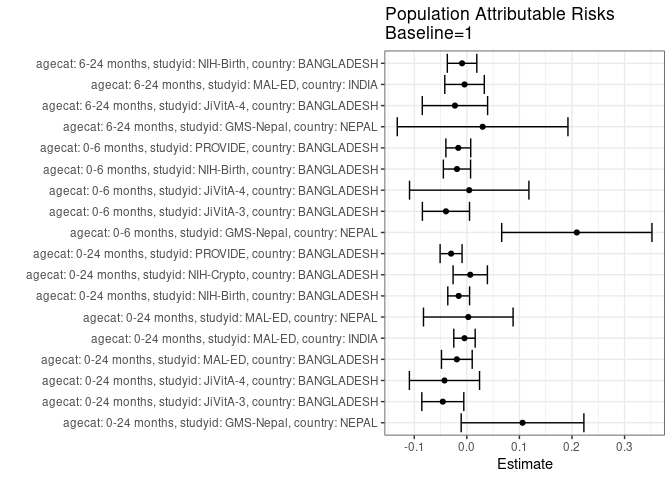 Population Attributable Risks
Baseline=1
agecat: 6-24 months, studyid: NIH-Birth, country: BANGLADESH
agecat: 6-24 months, studyid: MAL-ED, country: INDIA
agecat: 6-24 months, studyid: JiVitA-4, country: BANGLADESH
agecat: 6-24 months, studyid: GMS-Nepal, country: NEPAL
agecat: 0-6 months, studyid: PROVIDE, country: BANGLADESH
agecat: 0-6 months, studyid: NIH-Birth, country: BANGLADESH
agecat: 0-6 months, studyid: JiVitA-4, country: BANGLADESH
agecat: 0-6 months, studyid: JiVitA-3, country: BANGLADESH
agecat: 0-6 months, studyid: GMS-Nepal, country: NEPAL
agecat: 0-24 months, studyid: PROVIDE, country: BANGLADESH
agecat: 0-24 months, studyid: NIH-Crypto, country: BANGLADESH
agecat: 0-24 months, studyid: NIH-Birth, country: BANGLADESH
agecat: 0-24 months, studyid: MAL-ED, country: NEPAL
agecat: 0-24 months, studyid: MAL-ED, country: INDIA
agecat: 0-24 months, studyid: MAL-ED, country: BANGLADESH
agecat: 0-24 months, studyid: JiVitA-4, country: BANGLADESH
agecat: 0-24 months, studyid: JiVitA-3, country: BANGLADESH
agecat: 0-24 months, studyid: GMS-Nepal, country: NEPAL
-0.1 0.0 0.1 0.2 0.3
Estimate